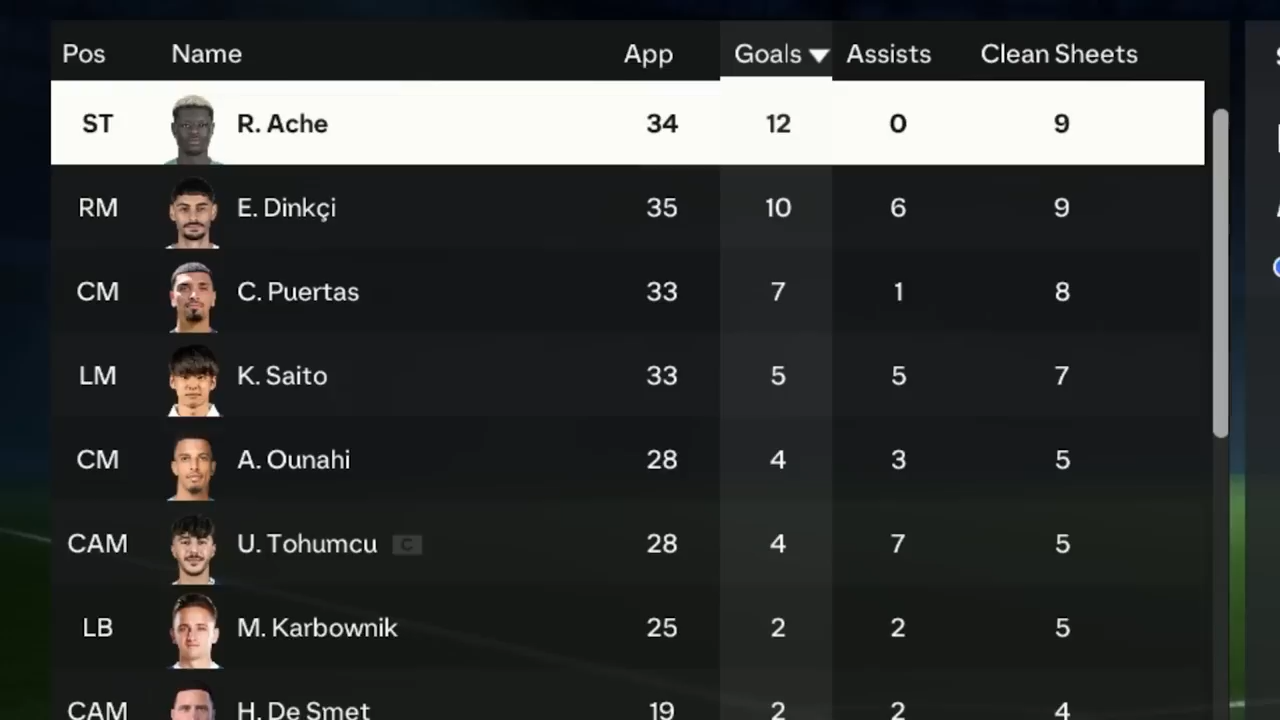 Pos Name App Goals ▼ Assists Clean Sheets
ST R. Ache 34 12 0 9
RM E. Dinkçi 35 10 6 9
CM C. Puertas 33 7 1 8
LM K. Saito 33 5 5 7
CM A. Ounahi 28 4 3 5
CAM U. Tohumcu C 28 4 7 5
LB M. Karbownik 25 2 2 5
CAM H. De Smet 19 2 2 4